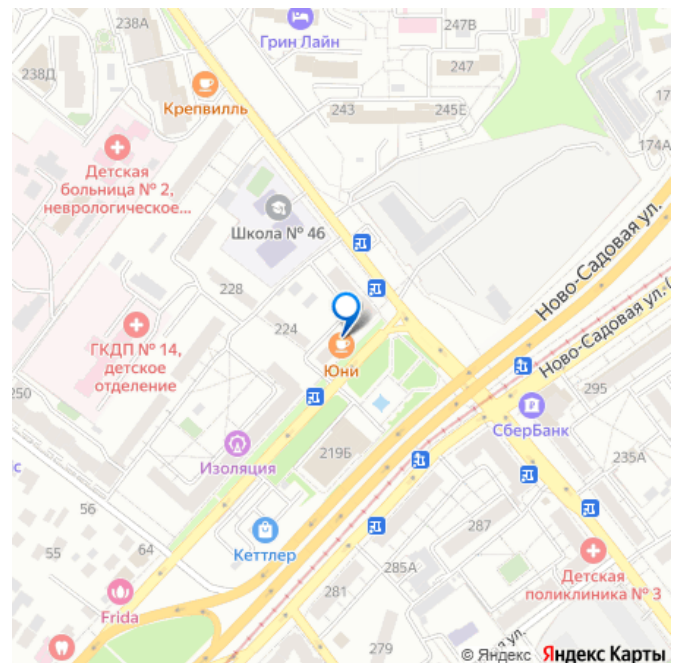 238А
247В
Грин Лайн
238Д
247
Крепвилль
243
245Е
17
174А
Детская
больница № 2,
неврологическое...
Школа № 46
Ново-Садовая ул.
228
224
Ново-Садовая ул. (
ГКДП № 14,
детское
отделение
Юни
250
295
СберБанк
219Б
Изоляция
235А
с
56
287
64
55
Кеттлер
285А
Детская
поликлиника № 3
281
Frida
279
ул.
© Яндекс Яндекс Карты